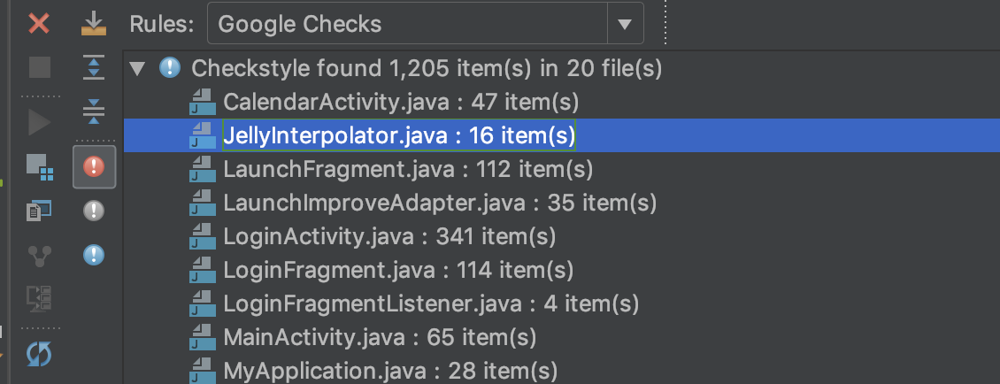 Rules: Google Checks
Checkstyle found 1,205 item(s) in 20 file(s)
CalendarActivity.java : 47 item(s)
JellyInterpolator.java : 16 item(s)
LaunchFragment.java : 112 item(s)
LaunchImproveAdapter.java : 35 item(s)
LoginActivity.java : 341 item(s)
LoginFragment.java : 114 item(s)
LoginFragmentListener.java : 4 item(s)
MainActivity.java : 65 item(s)
MyApplication.java : 28 item(s)